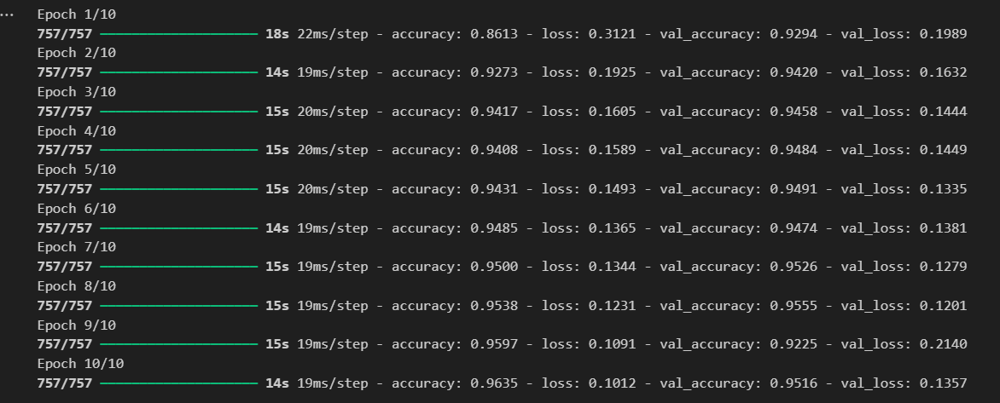 ... Epoch 1/10
757/757 ━━━━━━━━━━━━━━━━━━━━ 18s 22ms/step - accuracy: 0.8613 - loss: 0.3121 - val_accuracy: 0.9294 - val_loss: 0.1989
Epoch 2/10
757/757 ━━━━━━━━━━━━━━━━━━━━ 14s 19ms/step - accuracy: 0.9273 - loss: 0.1925 - val_accuracy: 0.9420 - val_loss: 0.1632
Epoch 3/10
757/757 ━━━━━━━━━━━━━━━━━━━━ 15s 20ms/step - accuracy: 0.9417 - loss: 0.1605 - val_accuracy: 0.9458 - val_loss: 0.1444
Epoch 4/10
757/757 ━━━━━━━━━━━━━━━━━━━━ 15s 20ms/step - accuracy: 0.9408 - loss: 0.1589 - val_accuracy: 0.9484 - val_loss: 0.1449
Epoch 5/10
757/757 ━━━━━━━━━━━━━━━━━━━━ 15s 20ms/step - accuracy: 0.9431 - loss: 0.1493 - val_accuracy: 0.9491 - val_loss: 0.1335
Epoch 6/10
757/757 ━━━━━━━━━━━━━━━━━━━━ 14s 19ms/step - accuracy: 0.9485 - loss: 0.1365 - val_accuracy: 0.9474 - val_loss: 0.1381
Epoch 7/10
757/757 ━━━━━━━━━━━━━━━━━━━━ 15s 19ms/step - accuracy: 0.9500 - loss: 0.1344 - val_accuracy: 0.9526 - val_loss: 0.1279
Epoch 8/10
757/757 ━━━━━━━━━━━━━━━━━━━━ 15s 19ms/step - accuracy: 0.9538 - loss: 0.1231 - val_accuracy: 0.9555 - val_loss: 0.1201
Epoch 9/10
757/757 ━━━━━━━━━━━━━━━━━━━━ 15s 19ms/step - accuracy: 0.9597 - loss: 0.1091 - val_accuracy: 0.9225 - val_loss: 0.2140
Epoch 10/10
757/757 ━━━━━━━━━━━━━━━━━━━━ 14s 19ms/step - accuracy: 0.9635 - loss: 0.1012 - val_accuracy: 0.9516 - val_loss: 0.1357